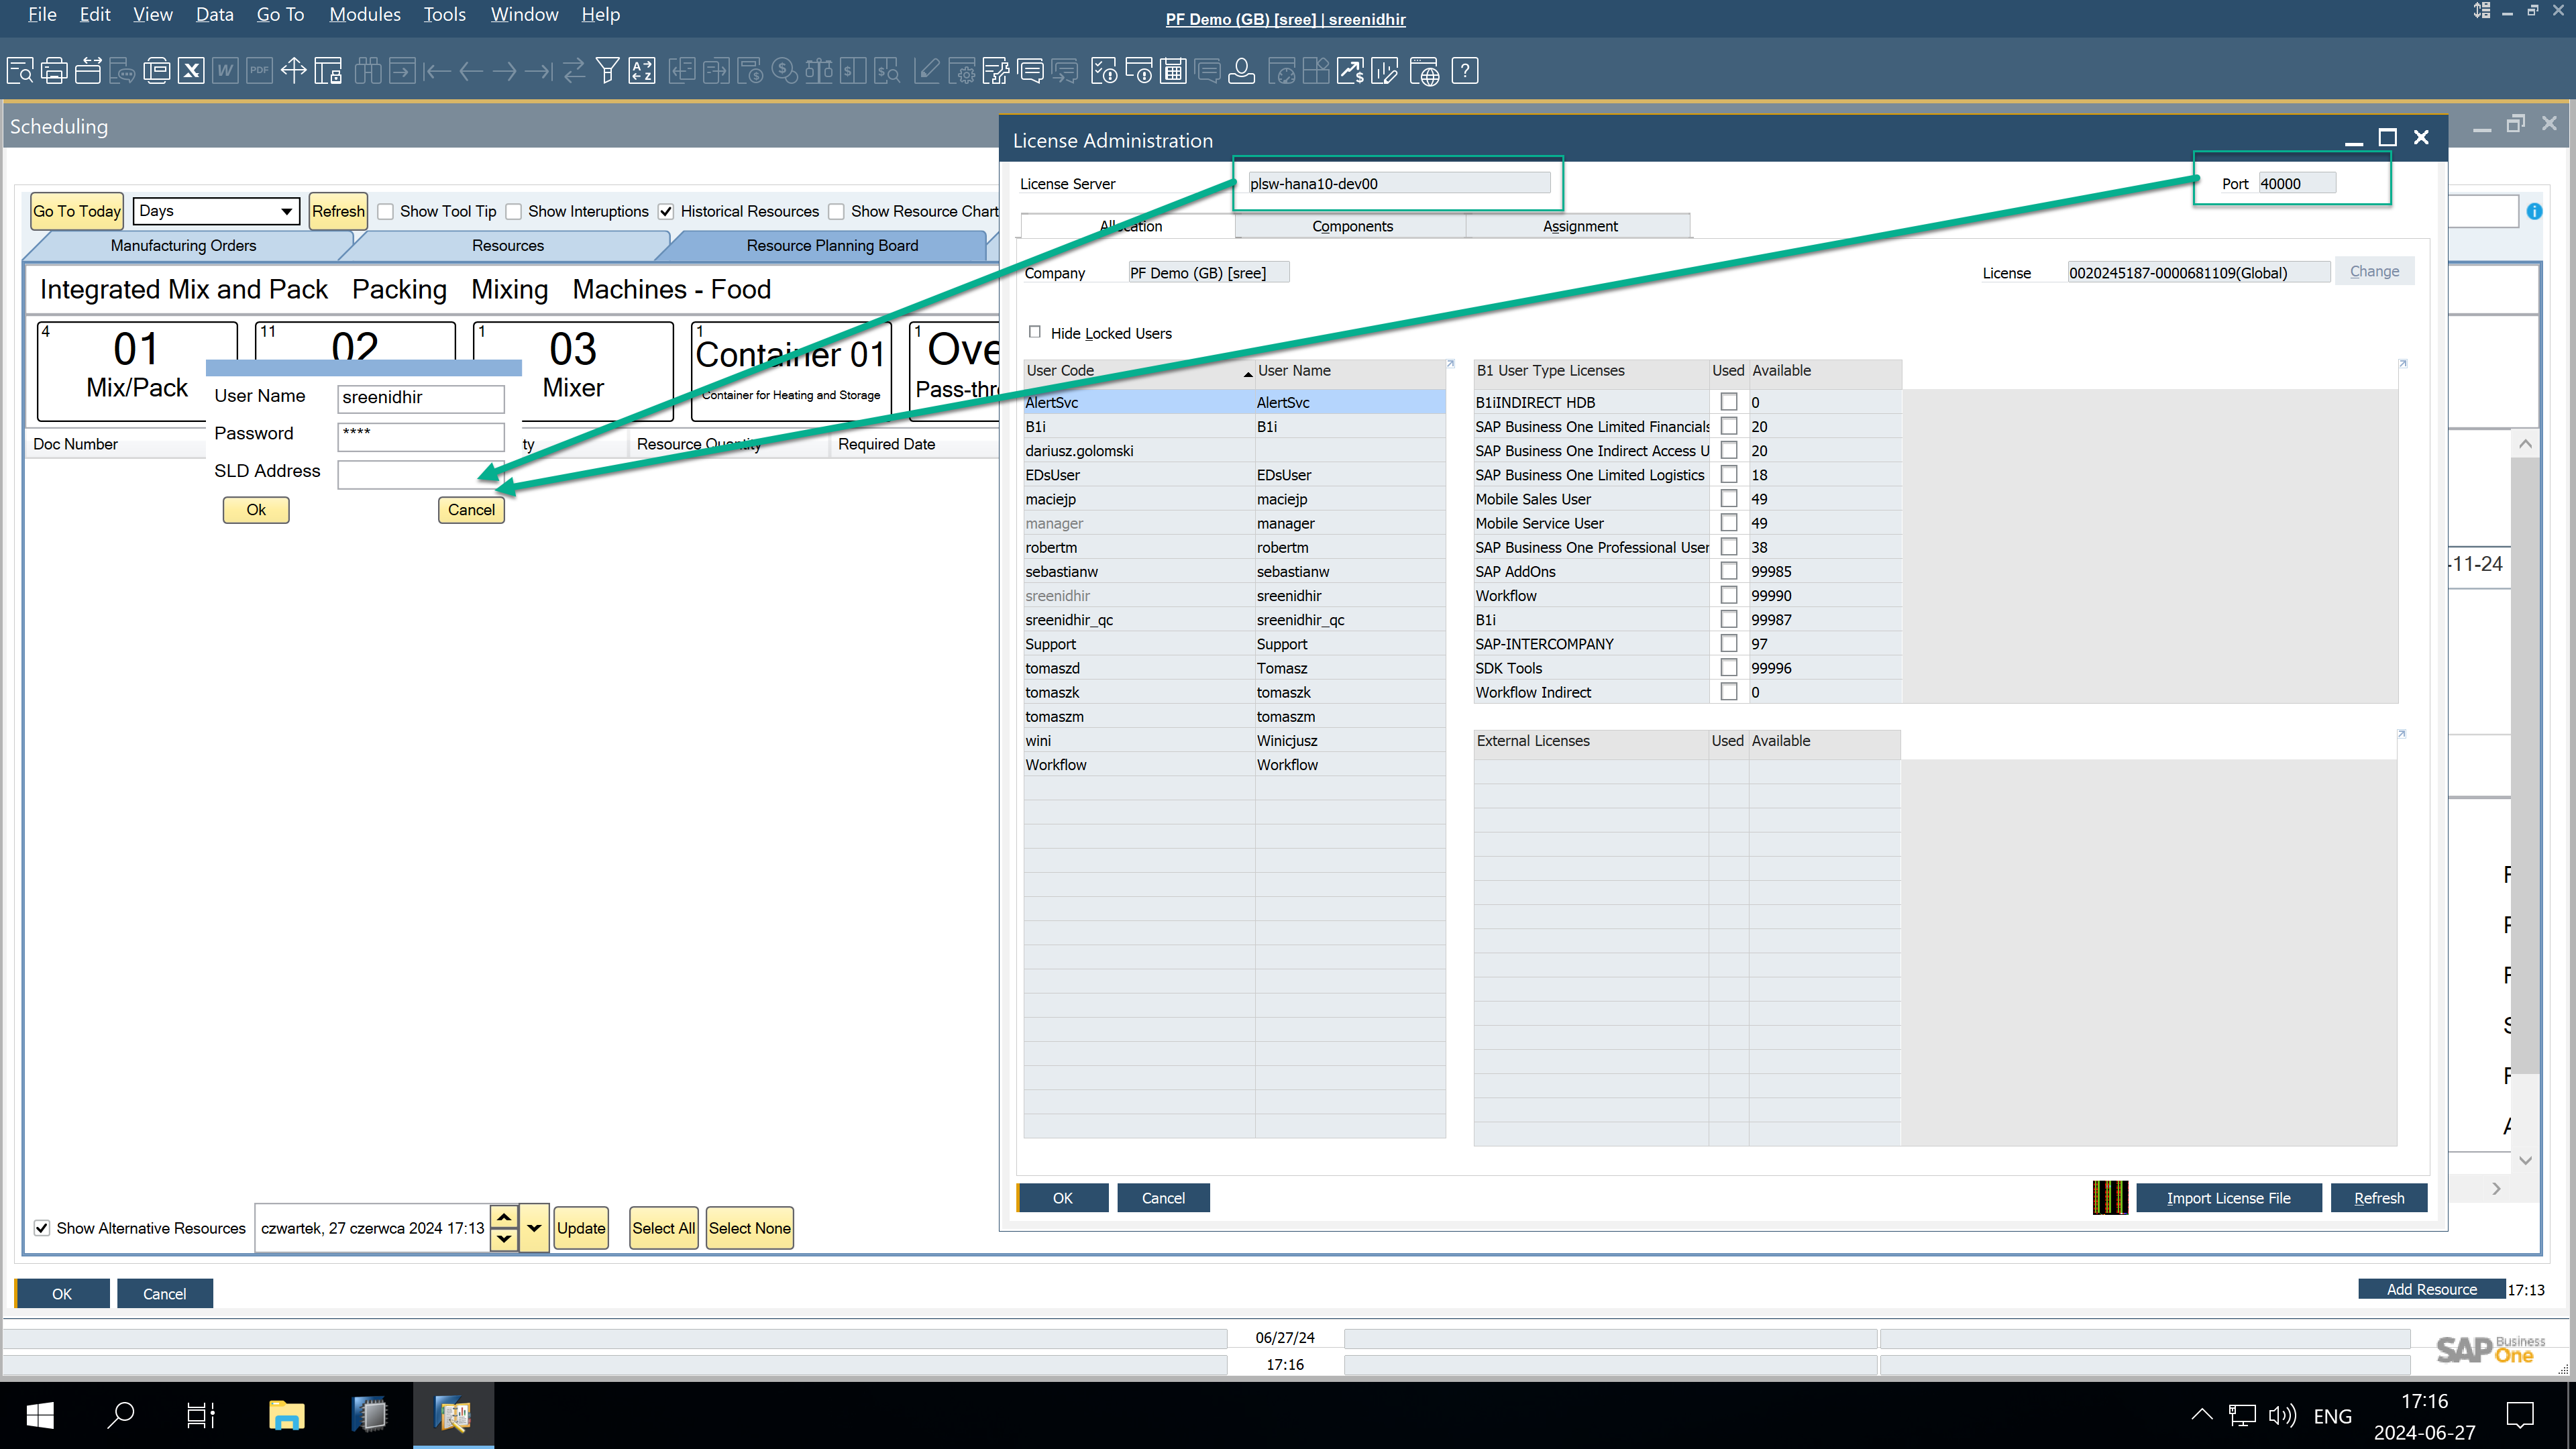 File Edit View Data Go To Modules Tools Window Help
PF Demo (GB) [sree] | sreenidhir
Scheduling
Go To Today Days Refresh Show Tool Tip Show Interuptions Historical Resources Show Resource Chart
Manufacturing Orders Resources Resource Planning Board
Integrated Mix and Pack Packing Mixing Machines - Food
4 01 Mix/Pack
11 02
1 03 Mixer
1 Container 01 Container for Heating and Storage
1 Ove Pass-thr
Doc Number ty Resource Quantity Required Date
User Name sreenidhir
Password ****
SLD Address
Ok Cancel
License Administration
License Server plsw-hana10-dev00 Port 40000
Allocation Components Assignment
Company PF Demo (GB) [sree] License 0020245187-0000681109(Global) Change
Hide Locked Users
User Code User Name
AlertSvc AlertSvc
B1i B1i
dariusz.golomski
EDsUser EDsUser
maciejp maciejp
manager manager
robertm robertm
sebastianw sebastianw
sreenidhir sreenidhir
sreenidhir_qc sreenidhir_qc
Support Support
tomaszd Tomasz
tomaszk tomaszk
tomaszm tomaszm
wini Winicjusz
Workflow Workflow
B1 User Type Licenses Used Available
B1iINDIRECT HDB 0
SAP Business One Limited Financials 20
SAP Business One Indirect Access U 20
SAP Business One Limited Logistics 18
Mobile Sales User 49
Mobile Service User 49
SAP Business One Professional User 38
SAP AddOns 99985
Workflow 99990
B1i 99987
SAP-INTERCOMPANY 97
SDK Tools 99996
Workflow Indirect 0
External Licenses Used Available
OK Cancel Import License File Refresh
-11-24
Show Alternative Resources czwartek, 27 czerwca 2024 17:13 Update Select All Select None
OK Cancel Add Resource 17:13
06/27/24
17:16
SAP Business One
ENG 17:16
2024-06-27